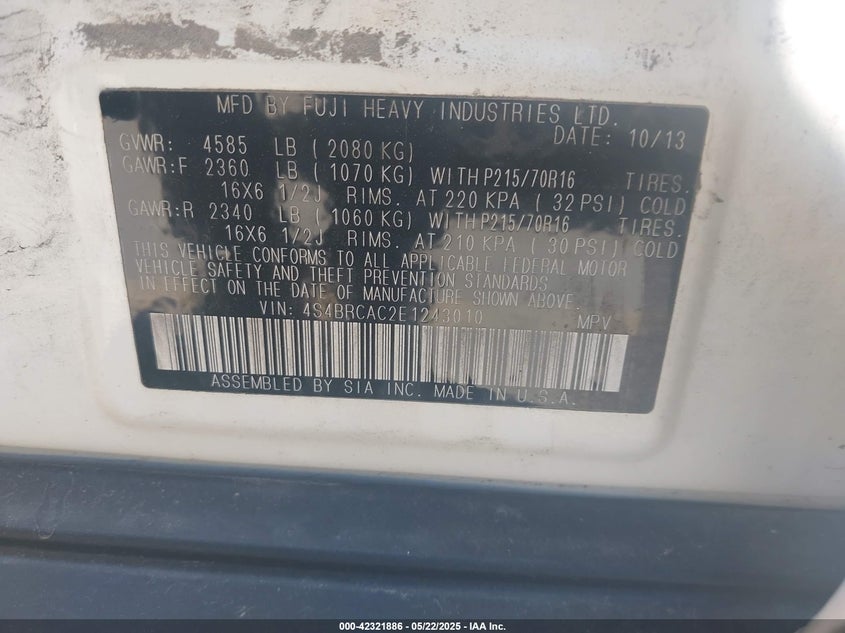 MFD BY FUJI HEAVY INDUSTRIES LTD.
DATE: 10/13
GVWR: 4585 LB (2080 KG)
GAWR:F 2360 LB (1070 KG) WITH P215/70R16 TIRES.
16X6 1/2J RIMS. AT 220 KPA (32 PSI) COLD
GAWR:R 2340 LB (1060 KG) WITH P215/70R16 TIRES.
16X6 1/2J RIMS. AT 210 KPA (30 PSI) COLD
THIS VEHICLE CONFORMS TO ALL APPLICABLE FEDERAL MOTOR
VEHICLE SAFETY AND THEFT PREVENTION STANDARDS
IN EFFECT ON THE DATE OF MANUFACTURE SHOWN ABOVE.
VIN: 4S4BRCAC2E1243010 MPV
ASSEMBLED BY SIA INC. MADE IN U.S.A.
000-42321886 - 05/22/2025 - IAA Inc.